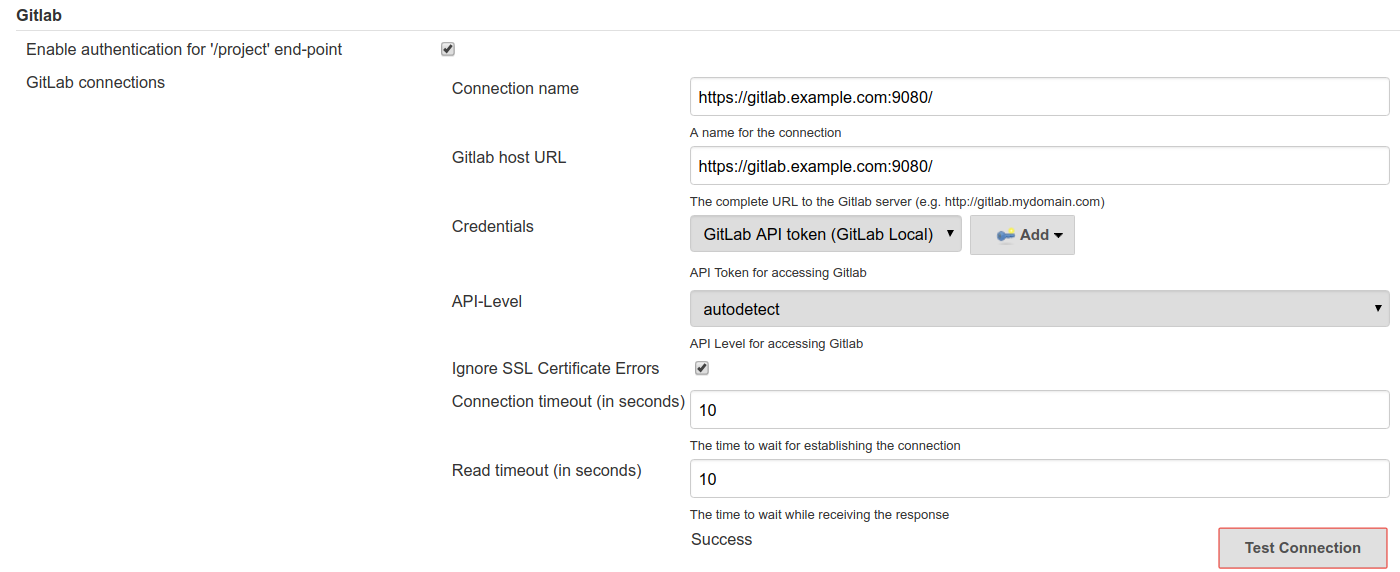 Gitlab
Enable authentication for '/project' end-point
GitLab connections
Connection name
https://gitlab.example.com:9080/
A name for the connection
Gitlab host URL
https://gitlab.example.com:9080/
The complete URL to the Gitlab server (e.g. http://gitlab.mydomain.com)
Credentials
GitLab API token (GitLab Local)
Add
API Token for accessing Gitlab
API-Level
autodetect
API Level for accessing Gitlab
Ignore SSL Certificate Errors
Connection timeout (in seconds)
10
The time to wait for establishing the connection
Read timeout (in seconds)
10
The time to wait while receiving the response
Success
Test Connection